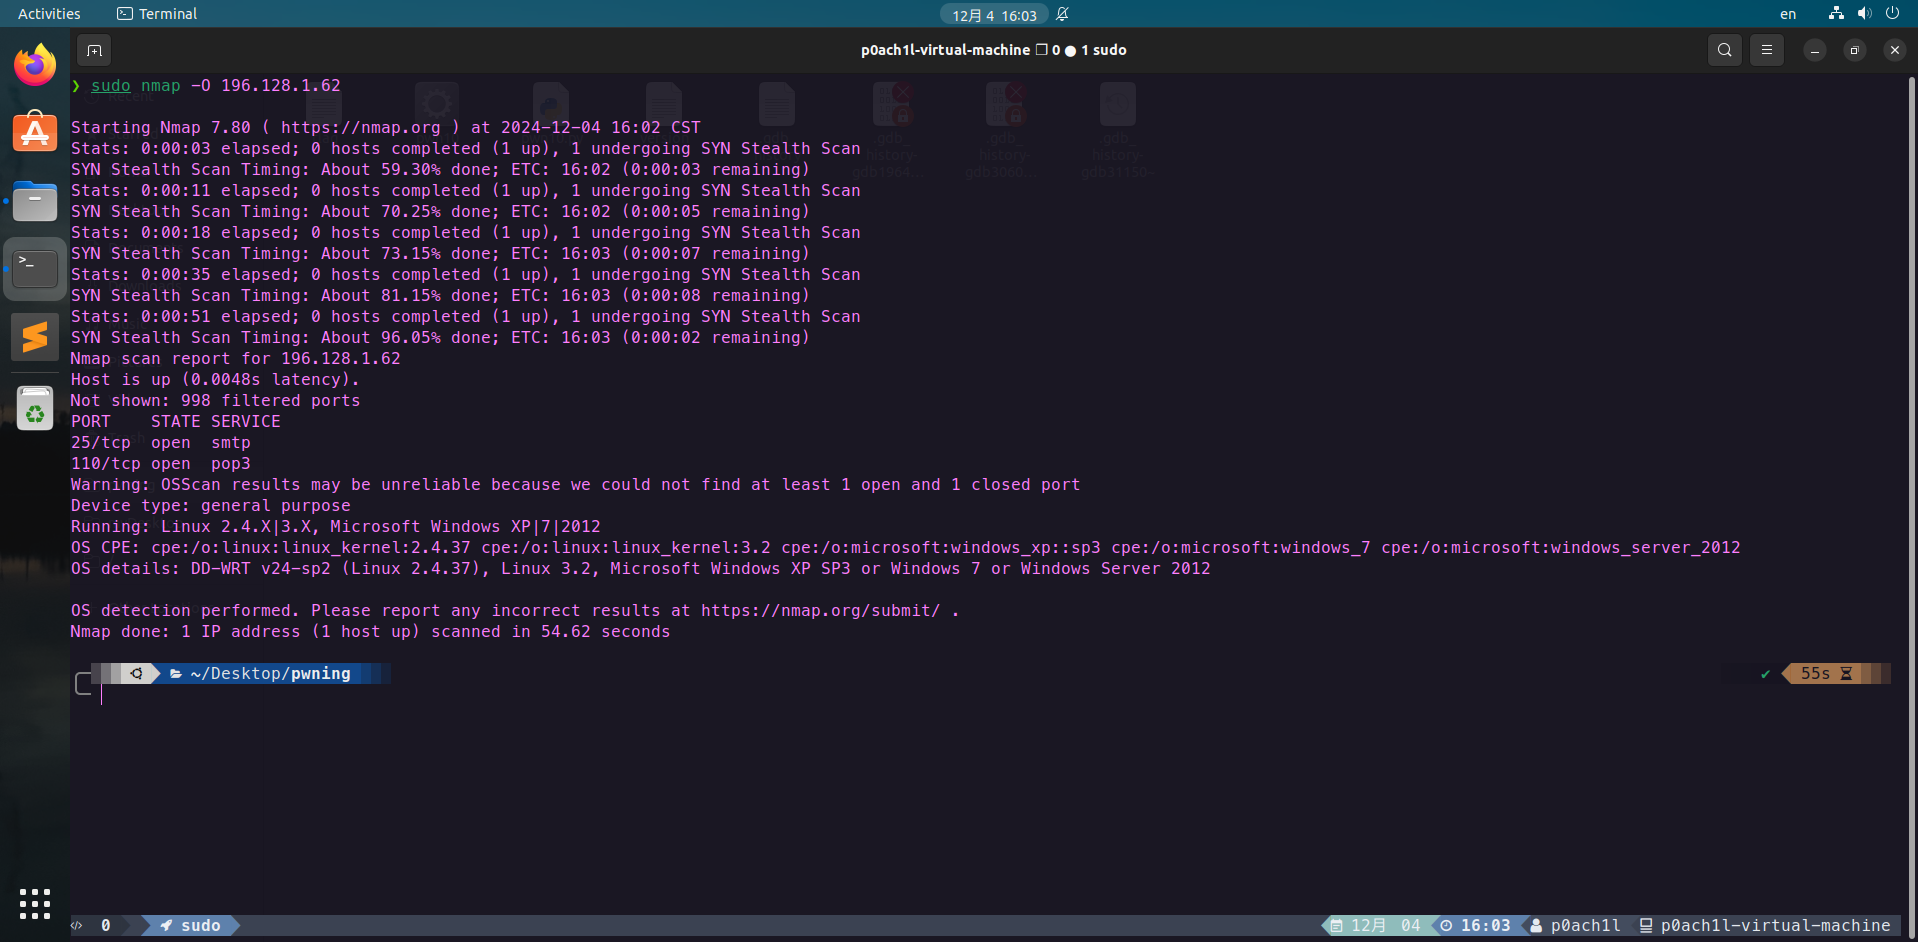 Activities Terminal 12月 4 16:03 en
p0ach1l-virtual-machine ❐ 0 ● 1 sudo
❯ sudo nmap -O 196.128.1.62
Starting Nmap 7.80 ( https://nmap.org ) at 2024-12-04 16:02 CST
Stats: 0:00:03 elapsed; 0 hosts completed (1 up), 1 undergoing SYN Stealth Scan
SYN Stealth Scan Timing: About 59.30% done; ETC: 16:02 (0:00:03 remaining)
Stats: 0:00:11 elapsed; 0 hosts completed (1 up), 1 undergoing SYN Stealth Scan
SYN Stealth Scan Timing: About 70.25% done; ETC: 16:02 (0:00:05 remaining)
Stats: 0:00:18 elapsed; 0 hosts completed (1 up), 1 undergoing SYN Stealth Scan
SYN Stealth Scan Timing: About 73.15% done; ETC: 16:03 (0:00:07 remaining)
Stats: 0:00:35 elapsed; 0 hosts completed (1 up), 1 undergoing SYN Stealth Scan
SYN Stealth Scan Timing: About 81.15% done; ETC: 16:03 (0:00:08 remaining)
Stats: 0:00:51 elapsed; 0 hosts completed (1 up), 1 undergoing SYN Stealth Scan
SYN Stealth Scan Timing: About 96.05% done; ETC: 16:03 (0:00:02 remaining)
Nmap scan report for 196.128.1.62
Host is up (0.0048s latency).
Not shown: 998 filtered ports
PORT STATE SERVICE
25/tcp open smtp
110/tcp open pop3
Warning: OSScan results may be unreliable because we could not find at least 1 open and 1 closed port
Device type: general purpose
Running: Linux 2.4.X|3.X, Microsoft Windows XP|7|2012
OS CPE: cpe:/o:linux:linux_kernel:2.4.37 cpe:/o:linux:linux_kernel:3.2 cpe:/o:microsoft:windows_xp::sp3 cpe:/o:microsoft:windows_7 cpe:/o:microsoft:windows_server_2012
OS details: DD-WRT v24-sp2 (Linux 2.4.37), Linux 3.2, Microsoft Windows XP SP3 or Windows 7 or Windows Server 2012
OS detection performed. Please report any incorrect results at https://nmap.org/submit/ .
Nmap done: 1 IP address (1 host up) scanned in 54.62 seconds
~/Desktop/pwning ✔ 55s
0 sudo 12月 04 16:03 p0ach1l p0ach1l-virtual-machine